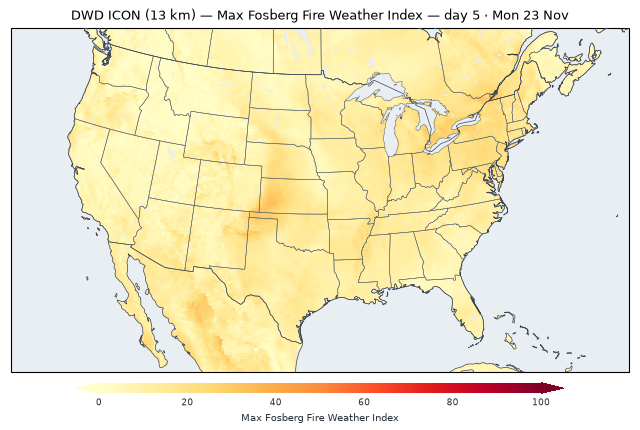 DWD ICON (13 km) — Max Fosberg Fire Weather Index — day 5 · Mon 23 Nov
0 20 40 60 80 100
Max Fosberg Fire Weather Index